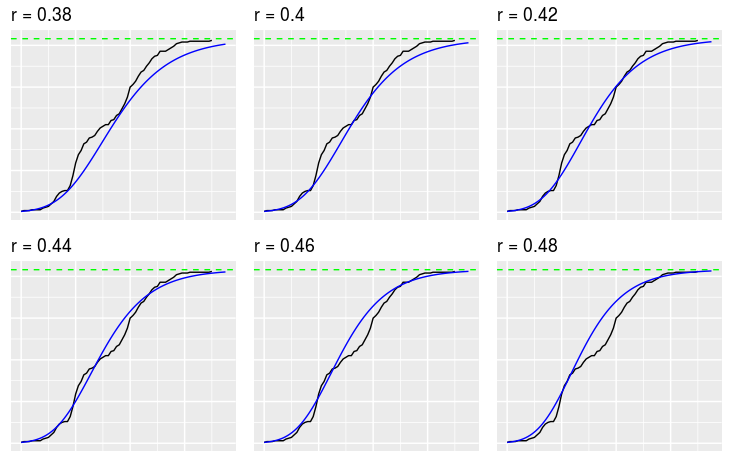 r = 0.38
r = 0.4
r = 0.42
r = 0.44
r = 0.46
r = 0.48